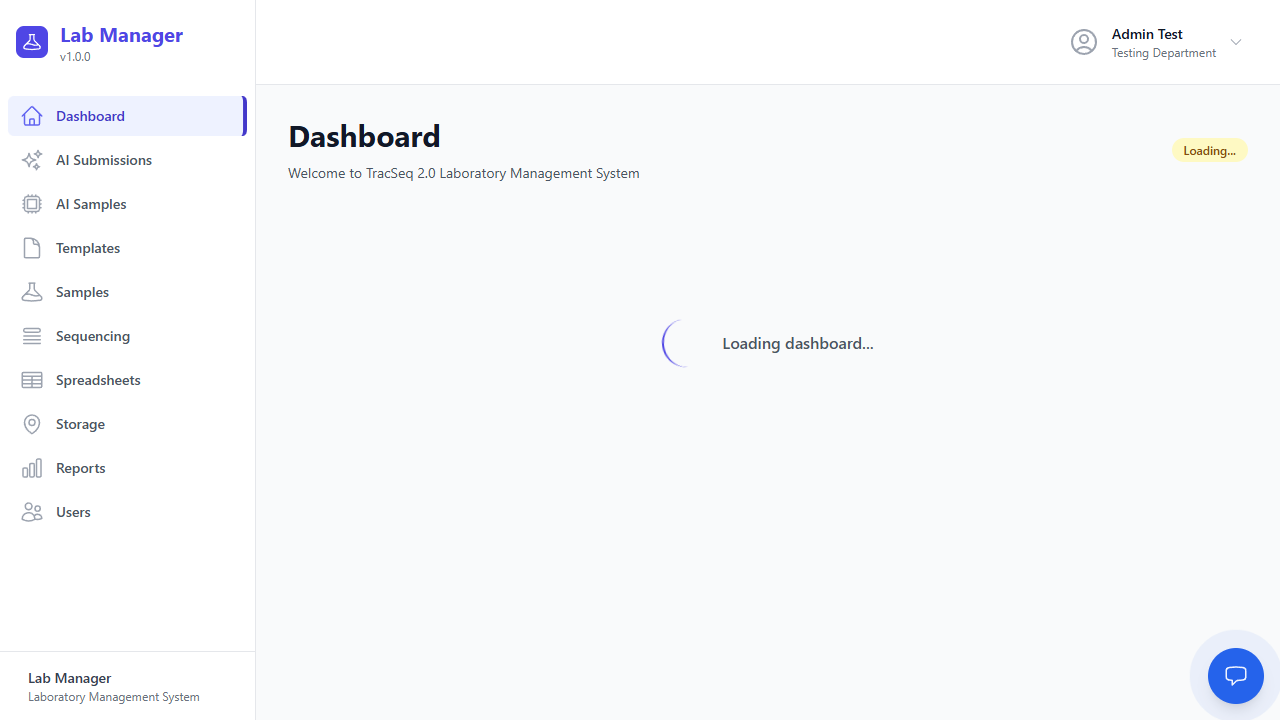 Lab Manager
v1.0.0
Dashboard
AI Submissions
AI Samples
Templates
Samples
Sequencing
Spreadsheets
Storage
Reports
Users
Lab Manager
Laboratory Management System
Admin Test
Testing Department
Dashboard
Welcome to TracSeq 2.0 Laboratory Management System
Loading...
Loading dashboard...